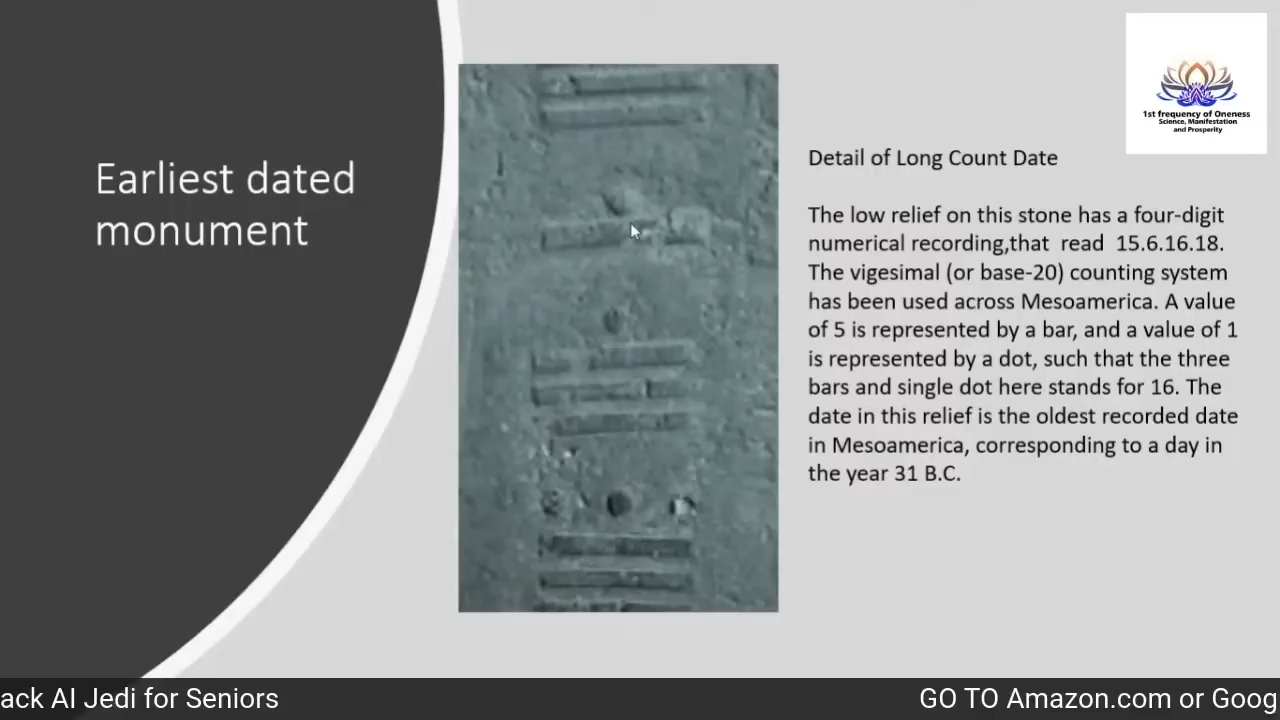 Earliest dated
monument
Detail of Long Count Date
The low relief on this stone has a four-digit
numerical recording,that read 15.6.16.18.
The vigesimal (or base-20) counting system
has been used across Mesoamerica. A value
of 5 is represented by a bar, and a value of 1
is represented by a dot, such that the three
bars and single dot here stands for 16. The
date in this relief is the oldest recorded date
in Mesoamerica, corresponding to a day in
the year 31 B.C.
1st frequency of Oneness
Science, Manifestation
and Prosperity
ack AI Jedi for Seniors
GO TO Amazon.com or Goog